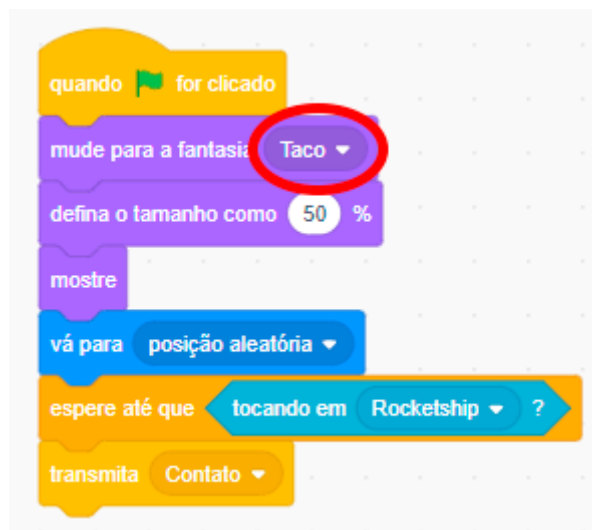 quando for clicado
mude para a fantasia Taco
defina o tamanho como 50 %
mostre
vá para posição aleatória
espere até que tocando em Rocketship ?
transmita Contato